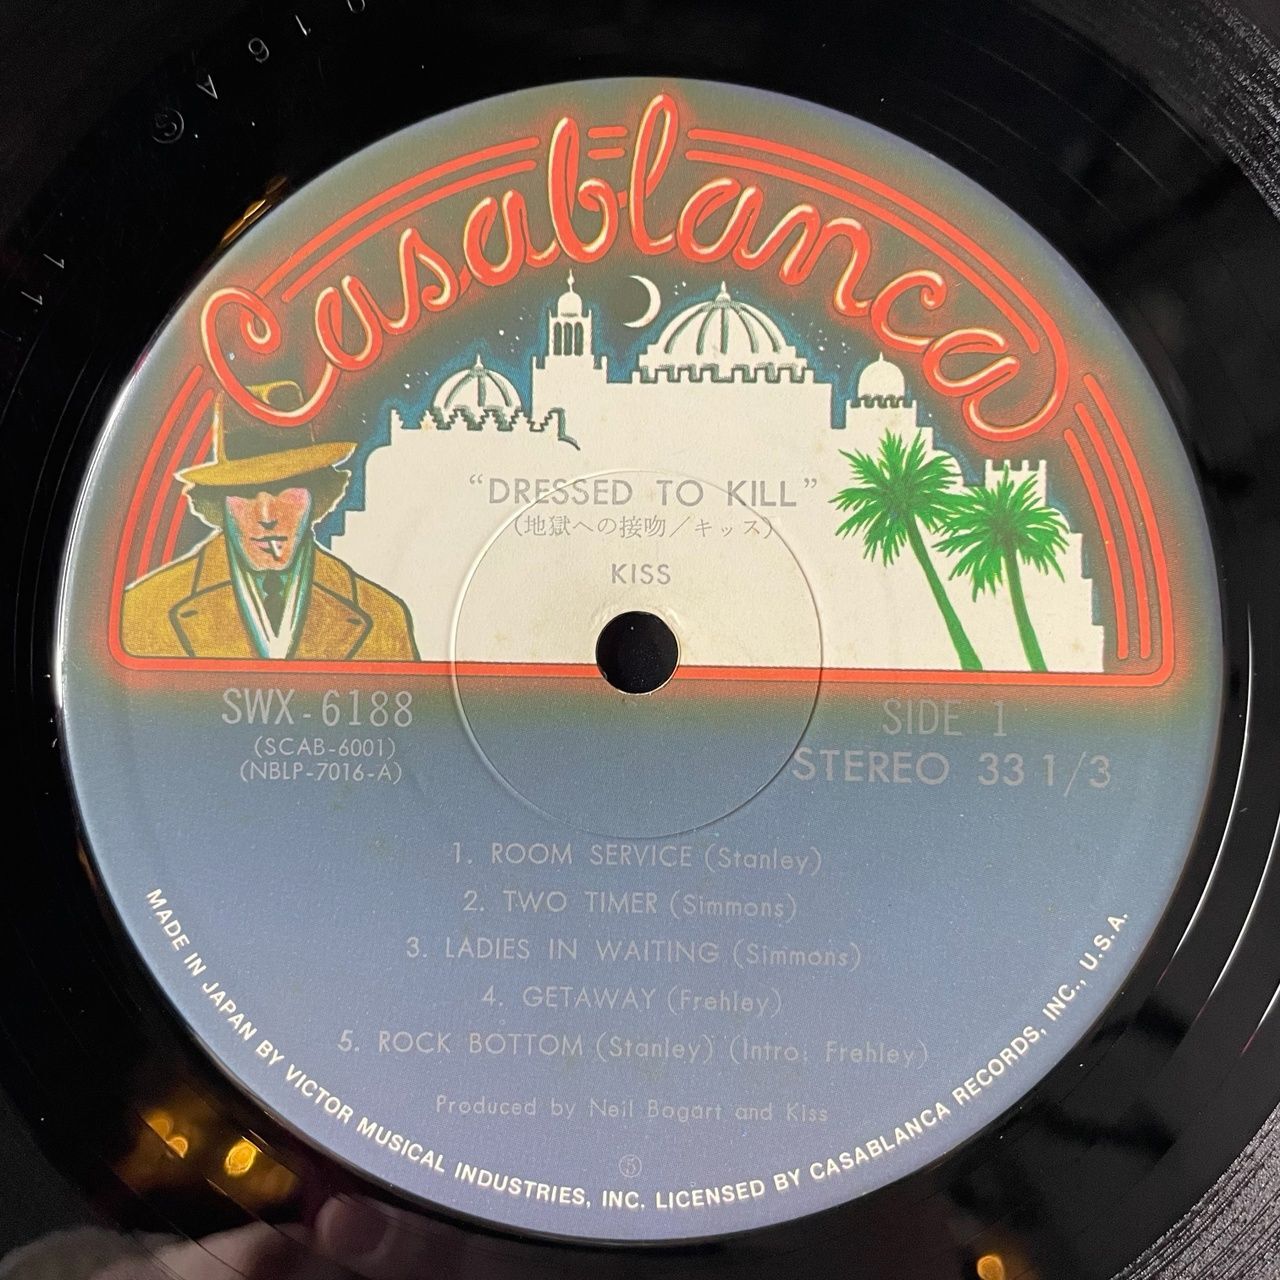 Casablanca
"DRESSED TO KILL"
(地獄への接吻/キッス)
KISS
SWX-6188
(SCAB-6001)
(NBLP-7016-A)
SIDE 1
STEREO 33 1/3
1. ROOM SERVICE (Stanley)
2. TWO TIMER (Simmons)
3. LADIES IN WAITING (Simmons)
4. GETAWAY (Frehley)
5. ROCK BOTTOM (Stanley) (Intro: Frehley)
Produced by Neil Bogart and Kiss
⑤
MADE IN JAPAN BY VICTOR MUSICAL INDUSTRIES, INC. LICENSED BY CASABLANCA RECORDS, INC., U.S.A.